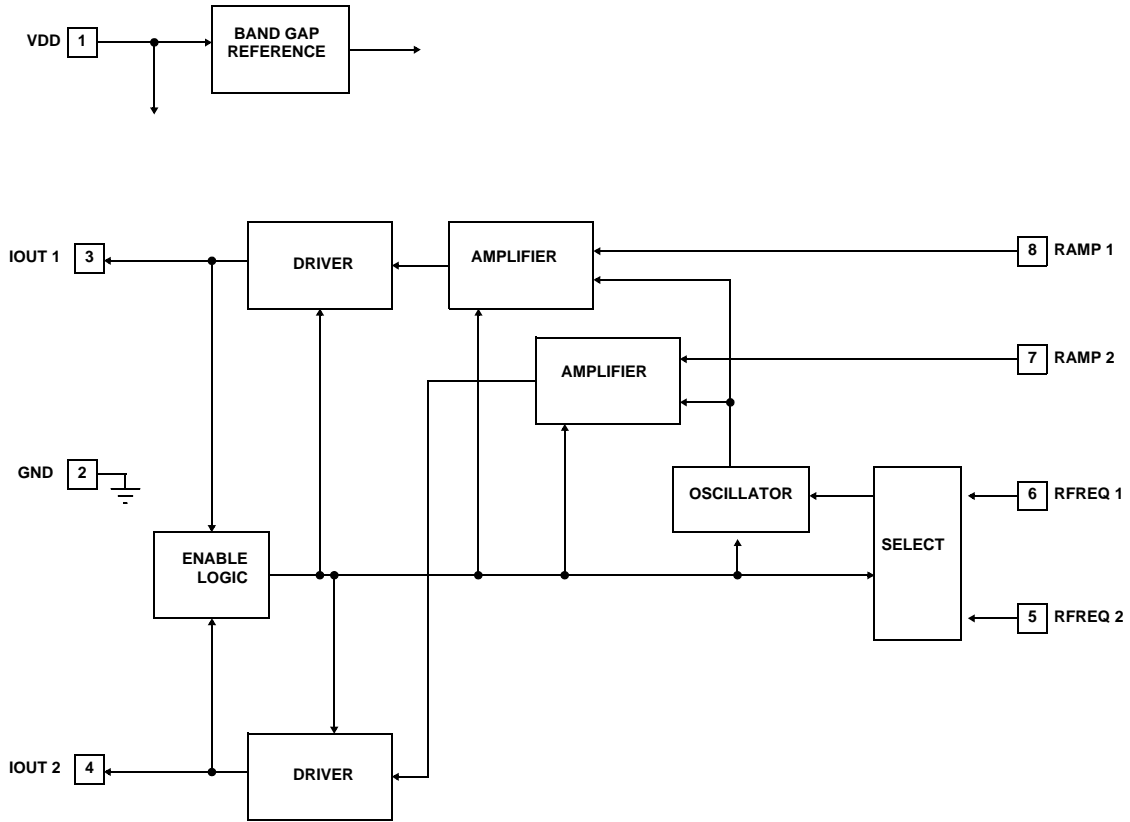 VDD 1
BAND GAP
REFERENCE
IOUT 1 3
DRIVER
AMPLIFIER
8 RAMP 1
AMPLIFIER
7 RAMP 2
GND 2
OSCILLATOR
6 RFREQ 1
SELECT
ENABLE
LOGIC
5 RFREQ 2
IOUT 2 4
DRIVER